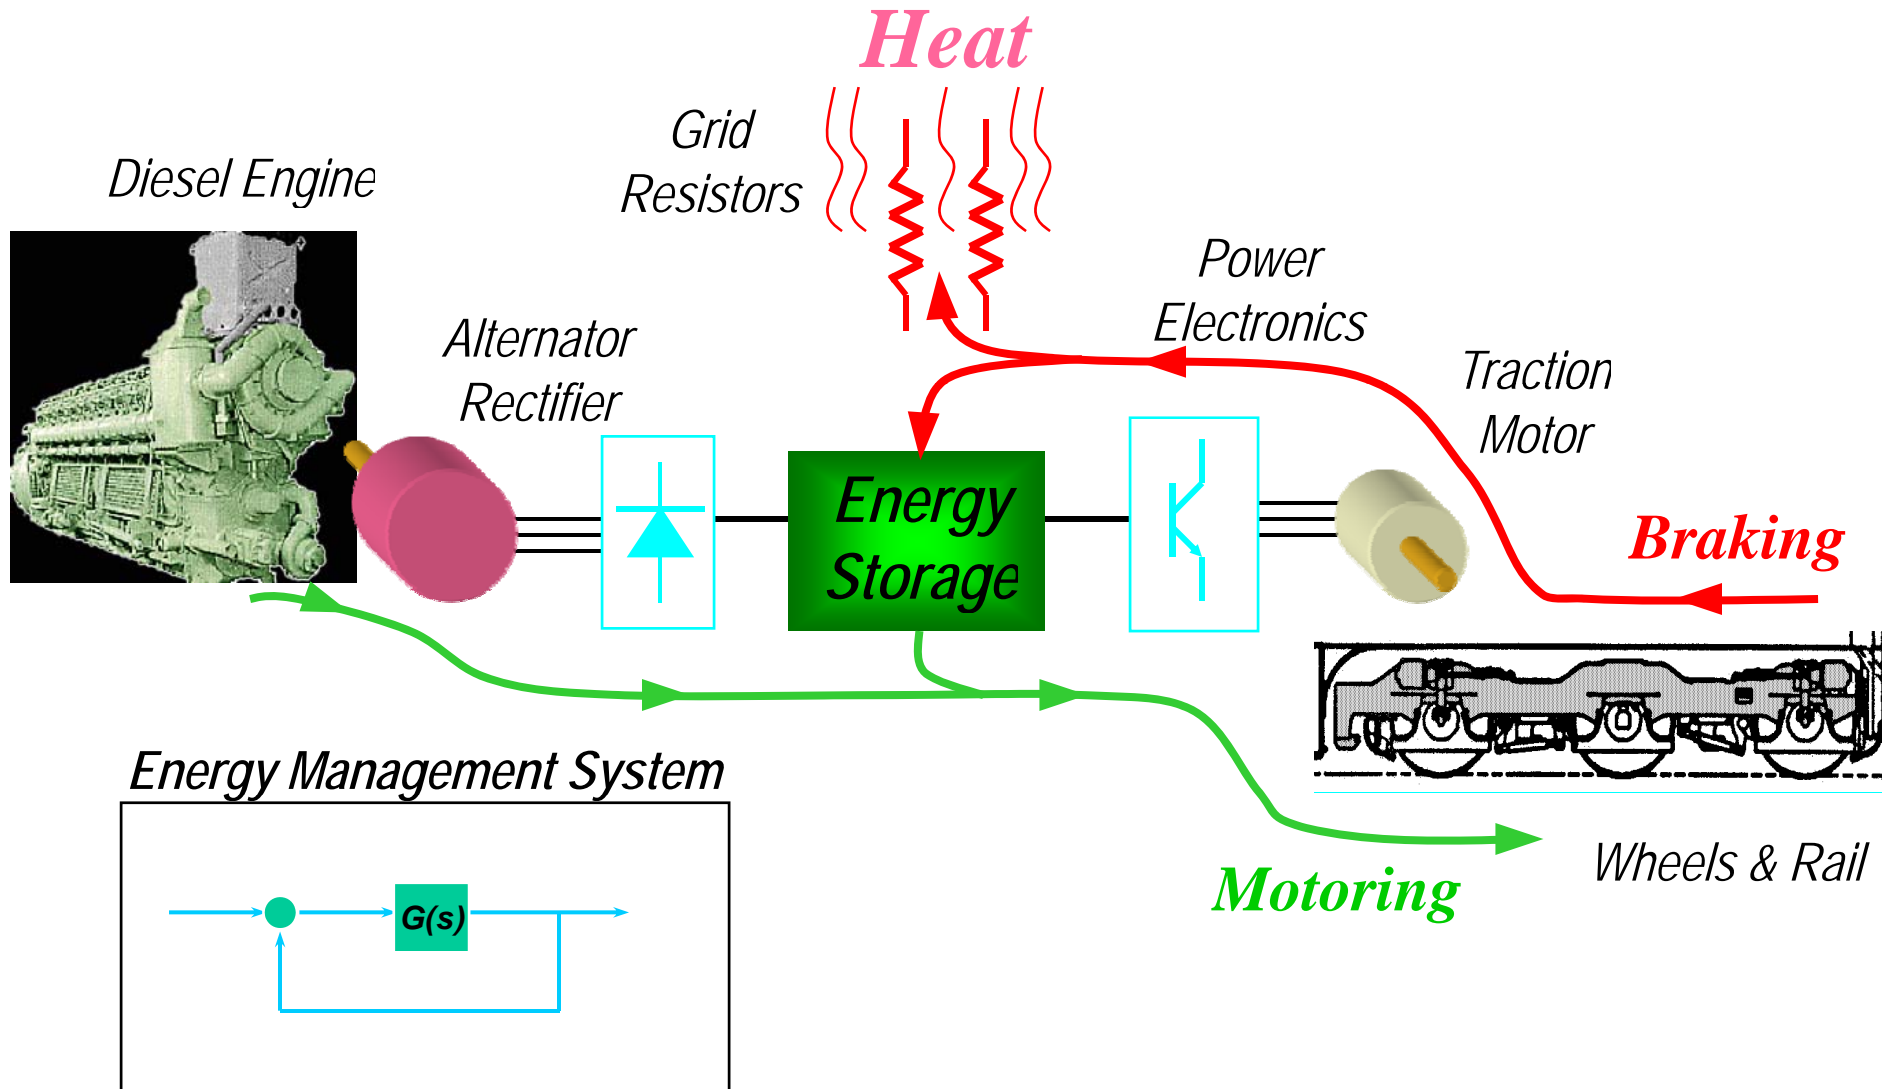 Heat
Grid
Resistors
Diesel Engine
Power
Electronics
Alternator
Rectifier
Traction
Motor
Energy
Storage
Braking
Energy Management System
G(s)
Motoring
Wheels & Rail